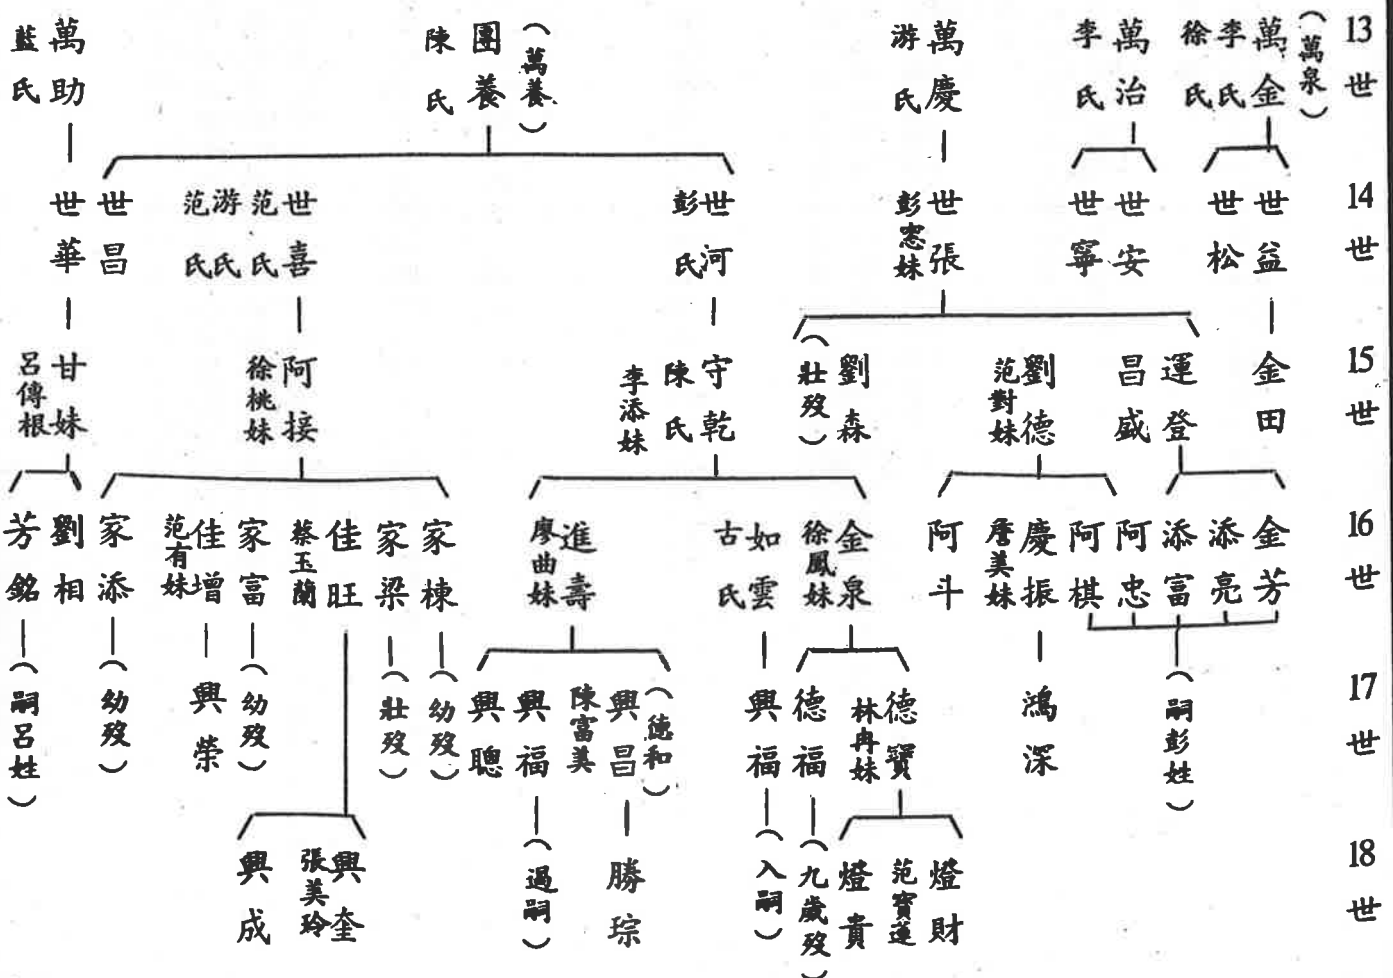 13世
（萬泉）
萬金
李氏
徐氏
萬治
李氏
萬慶
游氏
（萬養）
團養
陳氏
萬助
藍氏
14世
世益
世松
世安
世寧
世張
彭恩妹
世河
彭氏
世喜
范氏
游氏
范氏
世昌
世華
15世
金田
運登
昌盛
劉德
范對妹
劉森
（壯歿）
守乾
陳氏
李添妹
阿接
徐桃妹
甘妹
呂傳根
16世
金芳
添亮
添富
阿忠
阿棋
慶振
詹美妹
阿斗
金泉
徐鳳妹
如雲
古氏
進壽
廖曲妹
家棟
家梁
佳旺
蔡玉蘭
家富
佳增
范有妹
家添
劉相
芳銘
17世
（嗣彭姓）
鴻深
德寶
林冉妹
德福
興福
（德和）
興昌
陳富美
興福
興聰
（幼歿）
（壯歿）
（幼歿）
興榮
（幼歿）
（嗣呂姓）
18世
燈財
范寶蓮
燈貴
（九歲歿）
（入嗣）
勝琮
（過嗣）
興奎
張美玲
興成